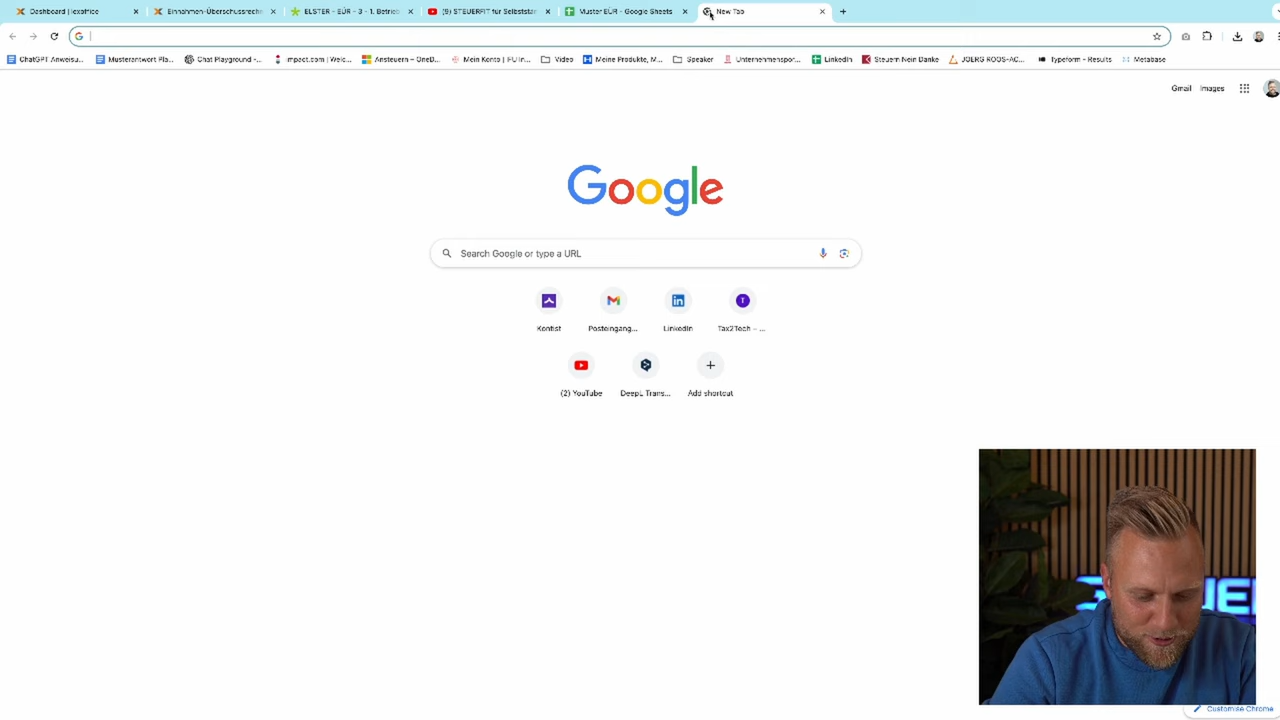 Dashboard | lexoffice
Einnahmen-Überschussrechn
ELSTER - EÜR - 3 - 1. Betrieb
(9) STEUERFIT für Selbststän
Muster EÜR - Google Sheets
New Tab
ChatGPT Anweisu...
Musterantwort Pla...
Chat Playground -...
impact.com | Welc...
Ansteuern – OneD...
Mein Konto | IU In...
Video
Meine Produkte, M...
Speaker
Unternehmenspor...
LinkedIn
Steuern Nein Danke
JOERG ROOS-AC...
Typeform - Results
Metabase
Gmail
Images
Google
Search Google or type a URL
Kontist
Posteingang...
LinkedIn
Tax2Tech – ...
(2) YouTube
DeepL Trans...
Add shortcut
Customise Chrome